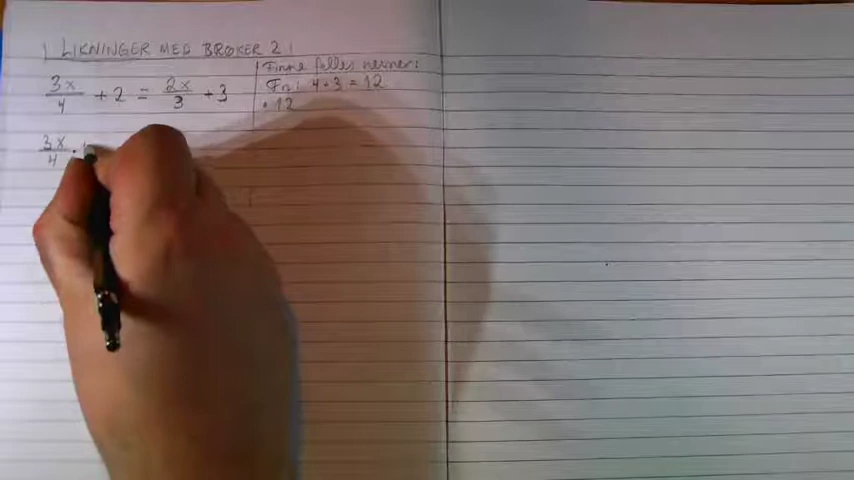 LIKNINGER MED BRØKER 2
3x/4 + 2 = 2x/3 + 3
Finne felles nevner:
Fn: 4 · 3 = 12
· 12
3x/4 ·